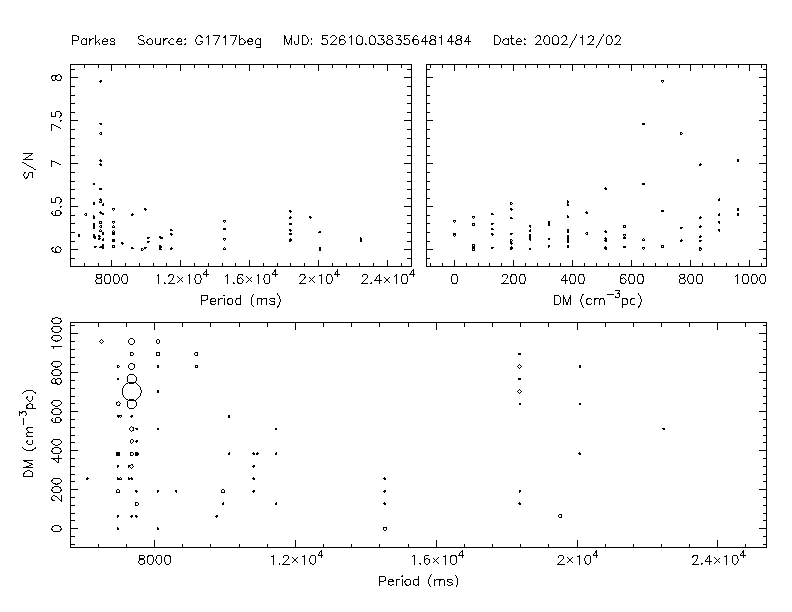 Parkes Source: G1717beg MJD: 52610.038356481484 Date: 2002/12/02
S/N
8
7.5
7
6.5
6
8000 1.2×10⁴ 1.6×10⁴ 2×10⁴ 2.4×10⁴
Period (ms)
0 200 400 600 800 1000
DM (cm⁻³pc)
DM (cm⁻³pc)
1000
800
600
400
200
0
8000 1.2×10⁴ 1.6×10⁴ 2×10⁴ 2.4×10⁴
Period (ms)